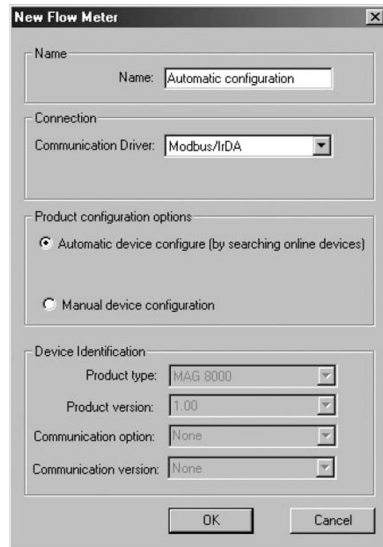 New Flow Meter
Name
Name: Automatic configuration
Connection
Communication Driver: Modbus/IrDA
Product configuration options
Automatic device configure (by searching online devices)
Manual device configuration
Device Identification
Product type: MAG 8000
Product version: 1.00
Communication option: None
Communication version: None
OK Cancel